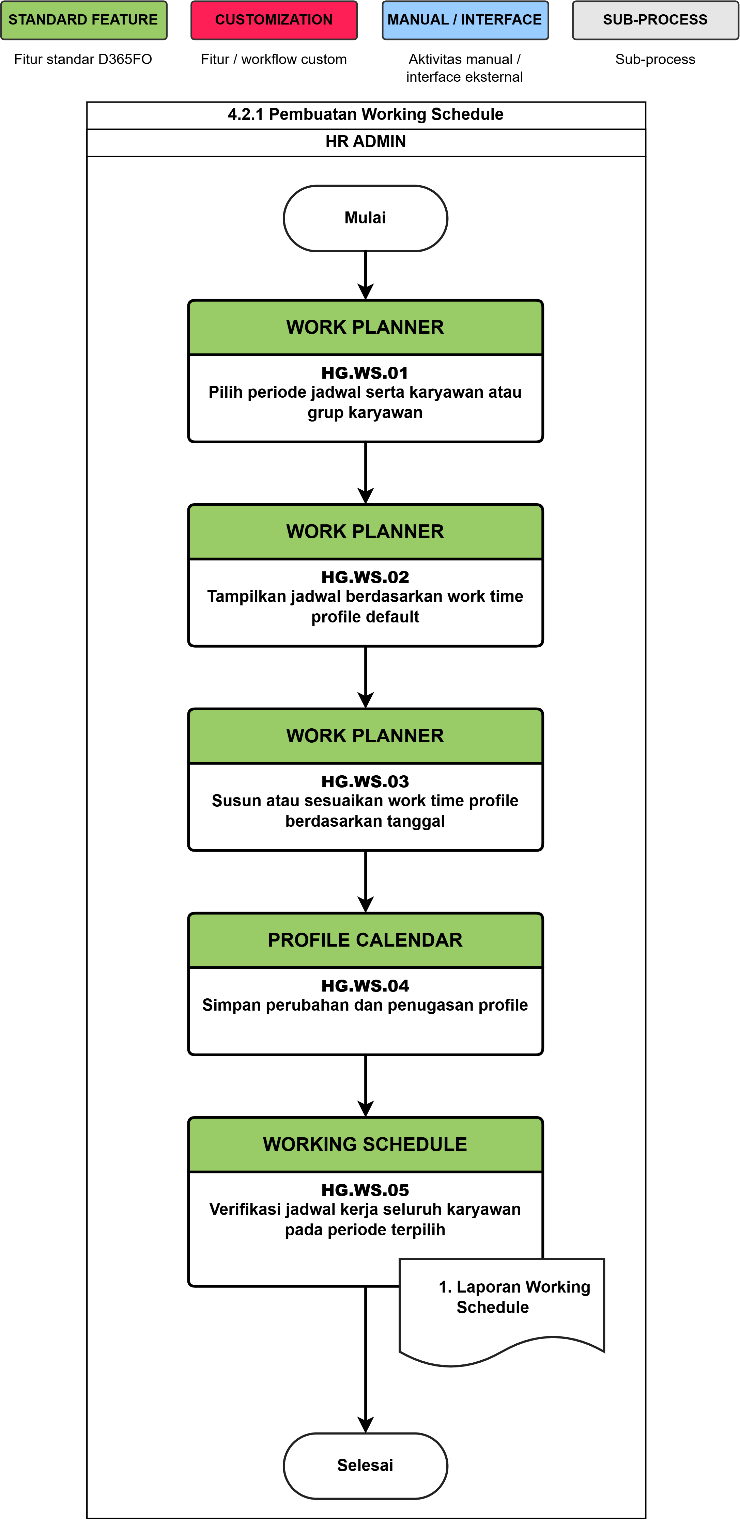 STANDARD FEATURE
CUSTOMIZATION
MANUAL / INTERFACE
SUB-PROCESS
Fitur standar D365FO
Fitur / workflow custom
Aktivitas manual /
interface eksternal
Sub-process
4.2.1 Pembuatan Working Schedule
HR ADMIN
Mulai
WORK PLANNER
HG.WS.01
Pilih periode jadwal serta karyawan atau
grup karyawan
WORK PLANNER
HG.WS.02
Tampilkan jadwal berdasarkan work time
profile default
WORK PLANNER
HG.WS.03
Susun atau sesuaikan work time profile
berdasarkan tanggal
PROFILE CALENDAR
HG.WS.04
Simpan perubahan dan penugasan profile
WORKING SCHEDULE
HG.WS.05
Verifikasi jadwal kerja seluruh karyawan
pada periode terpilih
1. Laporan Working
Schedule
Selesai